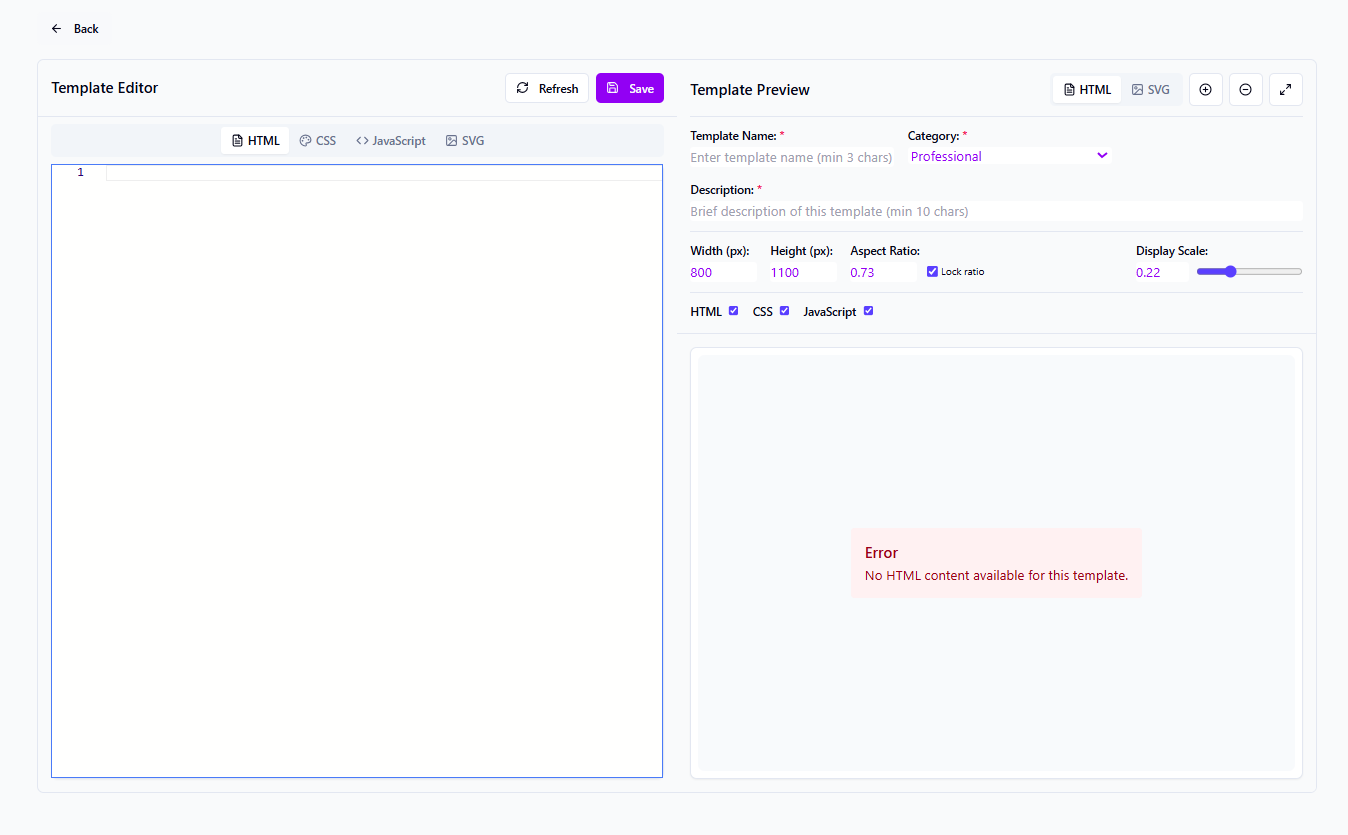 Back
Template Editor
Refresh
Save
HTML
CSS
JavaScript
SVG
1
Template Preview
HTML
SVG
Template Name: *
Category: *
Enter template name (min 3 chars)
Professional
Description: *
Brief description of this template (min 10 chars)
Width (px):
Height (px):
Aspect Ratio:
Display Scale:
800
1100
0.73
Lock ratio
0.22
HTML
CSS
JavaScript
Error
No HTML content available for this template.